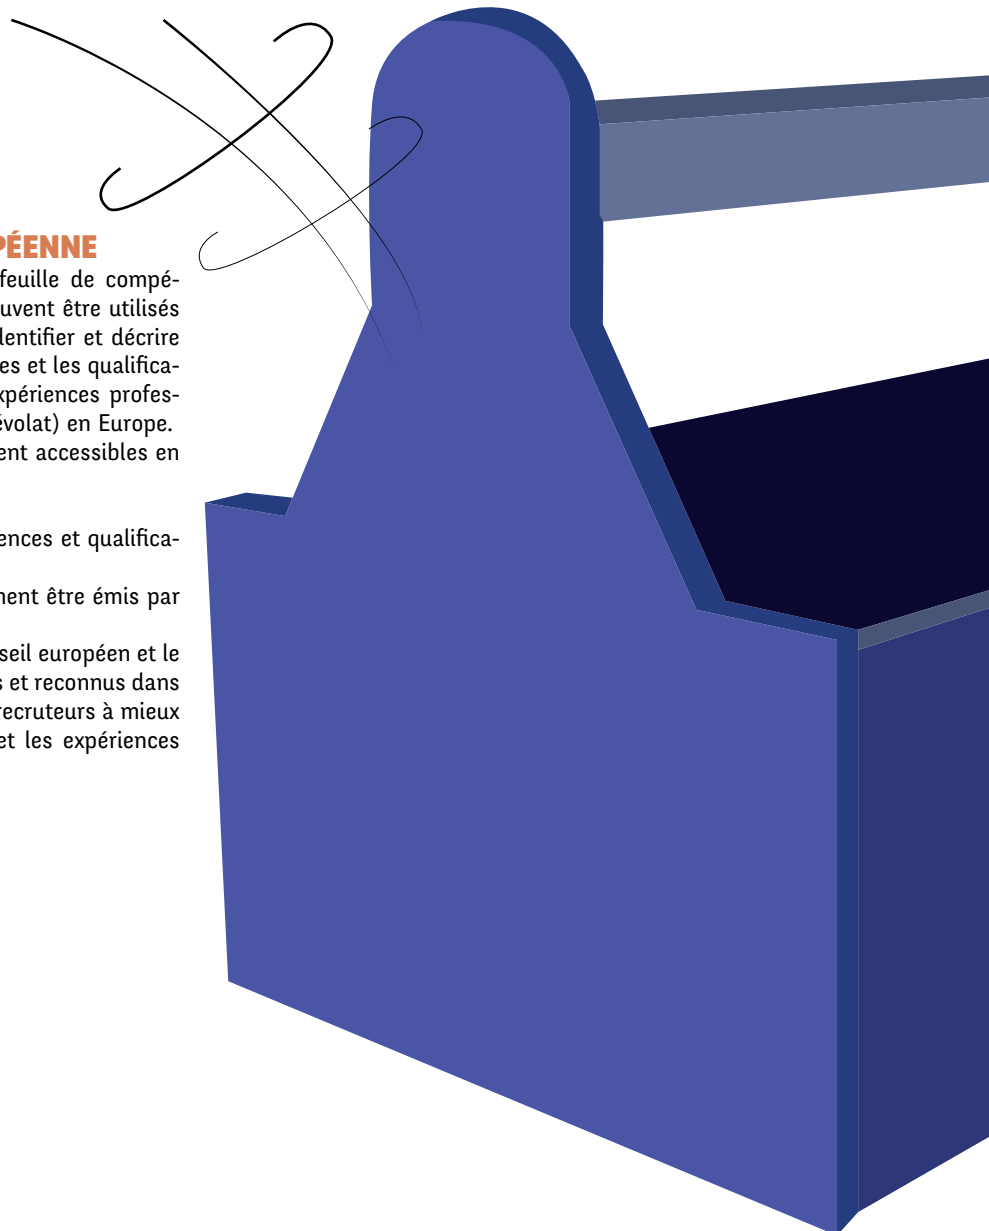 PÉENNE
feuille de compé-
uvent être utilisés
dentifier et décrire
es et les qualifica-
xpériences profes-
évolat) en Europe.
ent accessibles en
ences et qualifica-
ment être émis par
seil européen et le
s et reconnus dans
recruteurs à mieux
et les expériences